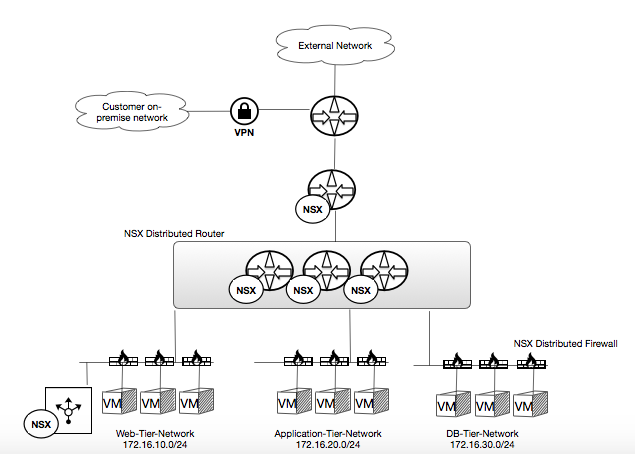 External Network
Customer on-
premise network
VPN
NSX
NSX Distributed Router
NSX
NSX
NSX
NSX Distributed Firewall
VM
VM
VM
VM
VM
VM
VM
VM
VM
NSX
Web-Tier-Network
172.16.10.0/24
Application-Tier-Network
172.16.20.0/24
DB-Tier-Network
172.16.30.0/24